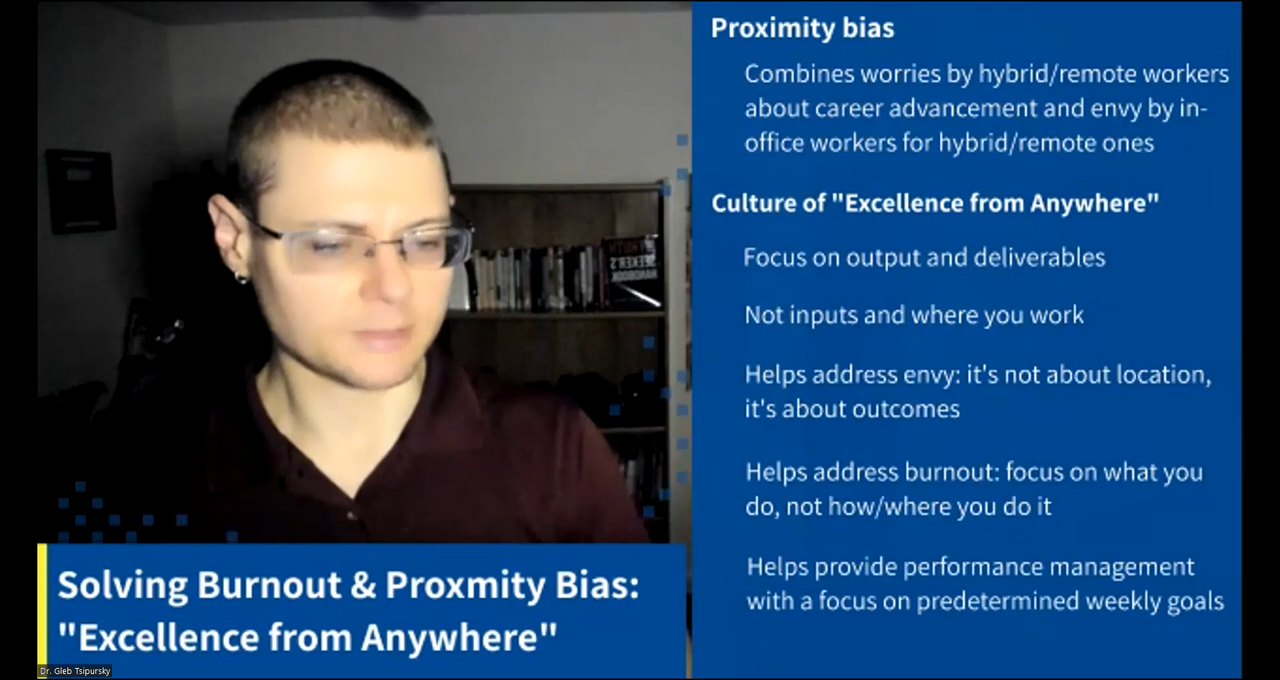 Proximity bias
Combines worries by hybrid/remote workers
about career advancement and envy by in-
office workers for hybrid/remote ones
Culture of "Excellence from Anywhere"
Focus on output and deliverables
Not inputs and where you work
Helps address envy: it's not about location,
it's about outcomes
Helps address burnout: focus on what you
do, not how/where you do it
Helps provide performance management
with a focus on predetermined weekly goals
SEEKER'S
HANDBOOK
Solving Burnout & Proxmity Bias:
"Excellence from Anywhere"
Dr. Gleb Tsipursky